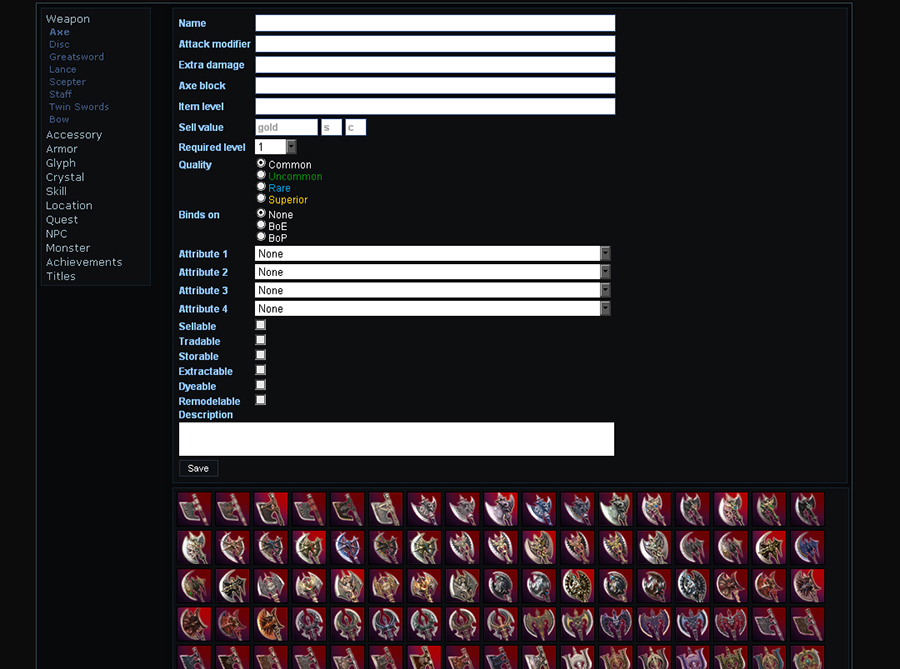 Weapon
Axe
Disc
Greatsword
Lance
Scepter
Staff
Twin Swords
Bow
Accessory
Armor
Glyph
Crystal
Skill
Location
Quest
NPC
Monster
Achievements
Titles
Name
Attack modifier
Extra damage
Axe block
Item level
Sell value gold s c
Required level 1
Quality Common
Uncommon
Rare
Superior
Binds on None
BoE
BoP
Attribute 1 None
Attribute 2 None
Attribute 3 None
Attribute 4 None
Sellable
Tradable
Storable
Extractable
Dyeable
Remodelable
Description
Save